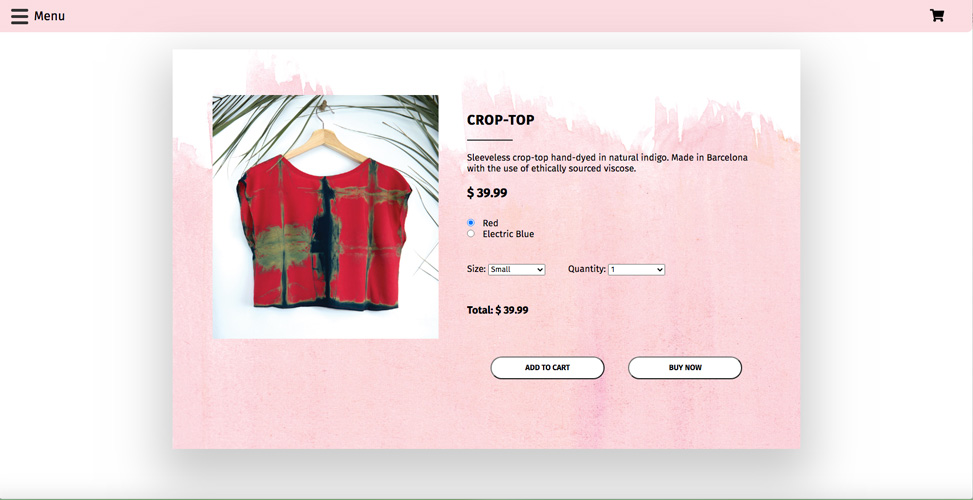 Menu
CROP-TOP
Sleeveless crop-top hand-dyed in natural indigo. Made in Barcelona
with the use of ethically sourced viscose.
$ 39.99
Red
Electric Blue
Size: Small Quantity: 1
Total: $ 39.99
ADD TO CART BUY NOW